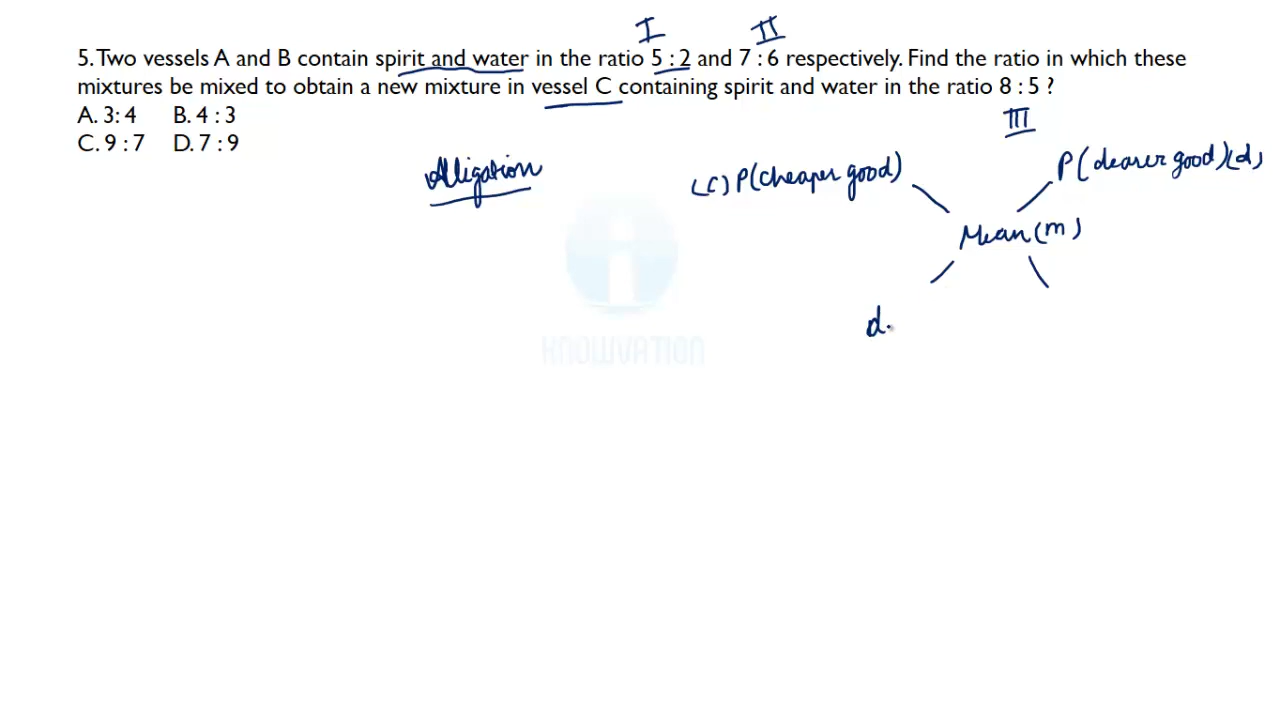 I II
5. Two vessels A and B contain spirit and water in the ratio 5 : 2 and 7 : 6 respectively. Find the ratio in which these
mixtures be mixed to obtain a new mixture in vessel C containing spirit and water in the ratio 8 : 5 ?
III
A. 3: 4 B. 4 : 3
C. 9 : 7 D. 7 : 9
Alligation
(c) P(cheaper good) P(dearer good)(d)
Mean(m)
d.
KNOWVATION